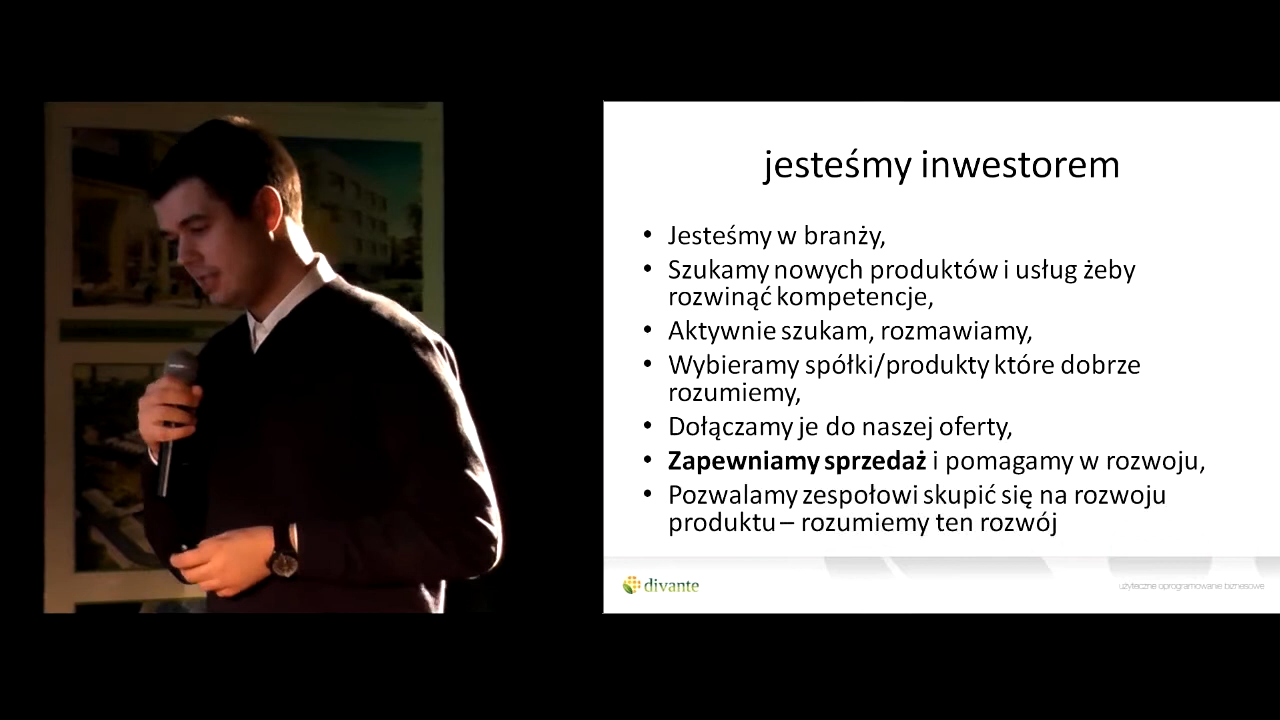 jesteśmy inwestorem
• Jesteśmy w branży,
• Szukamy nowych produktów i usług żeby
rozwinąć kompetencje,
• Aktywnie szukam, rozmawiamy,
• Wybieramy spółki/produkty które dobrze
rozumiemy,
• Dołączamy je do naszej oferty,
• Zapewniamy sprzedaż i pomagamy w rozwoju,
• Pozwalamy zespołowi skupić się na rozwoju
produktu – rozumiemy ten rozwój
divante
użyteczne oprogramowanie biznesowe